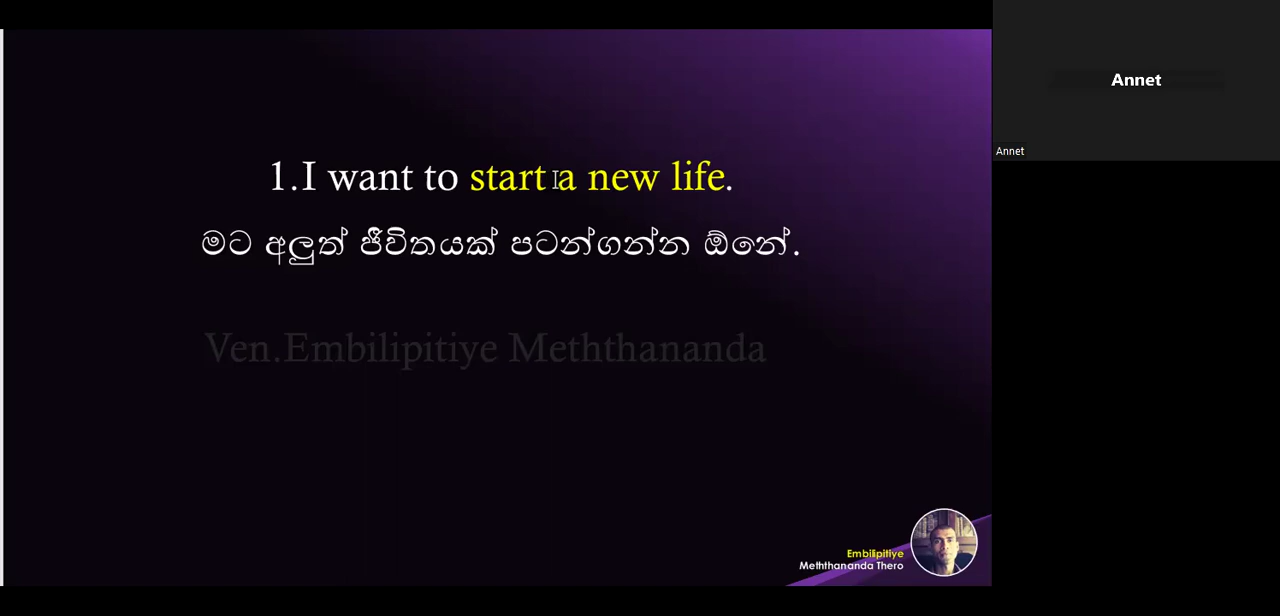 1.I want to start a new life.
මට අලුත් ජීවිතයක් පටන්ගන්න ඕනේ.
Ven.Embilipitiye Meththananda
Embilipitiye
Meththananda Thero
Annet
Annet